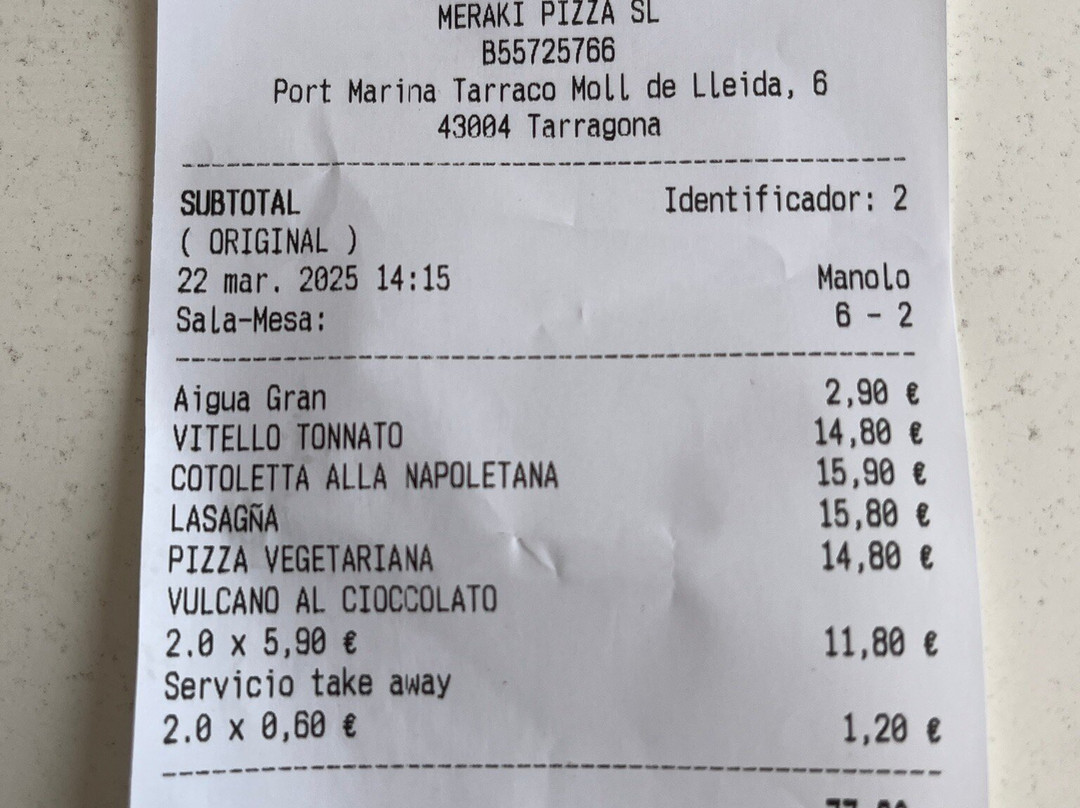 MERAKI PIZZA SL
B55725766
Port Marina Tarraco Moll de Lleida, 6
43004 Tarragona
SUBTOTAL Identificador: 2
( ORIGINAL )
22 mar. 2025 14:15 Manolo
Sala-Mesa: 6 - 2
Aigua Gran 2,90 €
VITELLO TONNATO 14,80 €
COTOLETTA ALLA NAPOLETANA 15,90 €
LASAGÑA 15,80 €
PIZZA VEGETARIANA 14,80 €
VULCANO AL CIOCCOLATO
2.0 x 5,90 € 11,80 €
Servicio take away
2.0 x 0,60 € 1,20 €